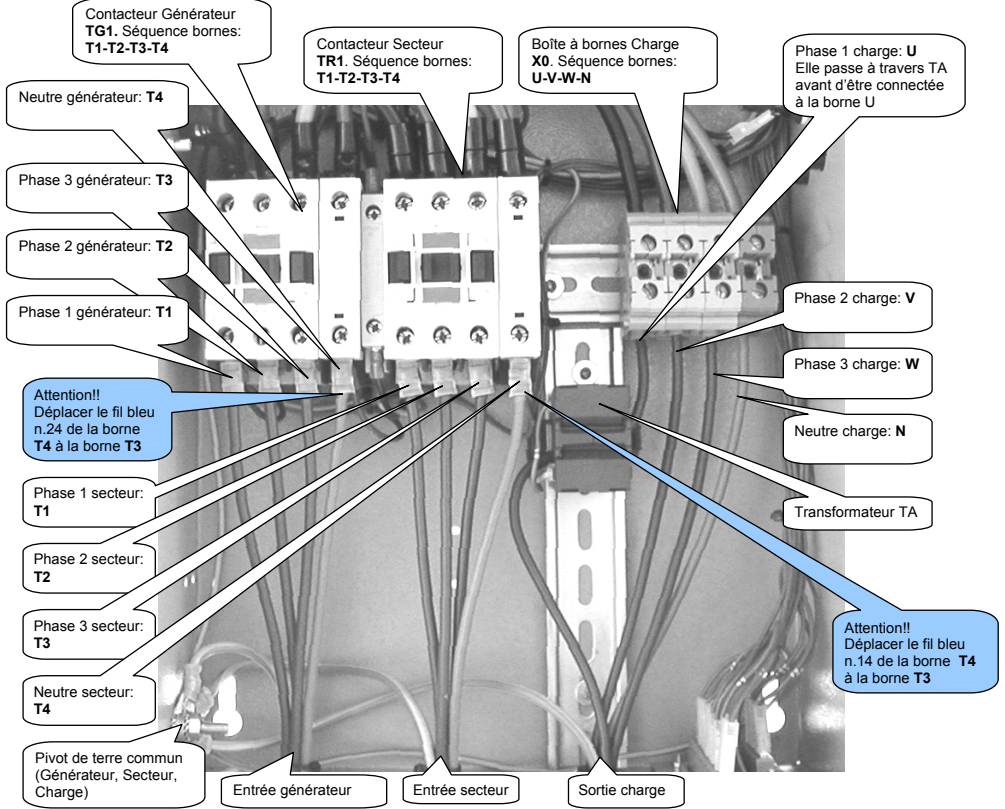 Contacteur Générateur
TG1. Séquence bornes:
T1-T2-T3-T4
Contacteur Secteur
TR1. Séquence bornes:
T1-T2-T3-T4
Boîte à bornes Charge
X0. Séquence bornes:
U-V-W-N
Phase 1 charge: U
Elle passe à travers TA
avant d'être connectée
à la borne U
Neutre générateur: T4
Phase 3 générateur: T3
Phase 2 générateur: T2
Phase 1 générateur: T1
Phase 2 charge: V
Phase 3 charge: W
Neutre charge: N
Attention!!
Déplacer le fil bleu
n.24 de la borne
T4 à la borne T3
Phase 1 secteur:
T1
Transformateur TA
Phase 2 secteur:
T2
Phase 3 secteur:
T3
Attention!!
Déplacer le fil bleu
n.14 de la borne T4
à la borne T3
Neutre secteur:
T4
Pivot de terre commun
(Générateur, Secteur,
Charge)
Entrée générateur
Entrée secteur
Sortie charge